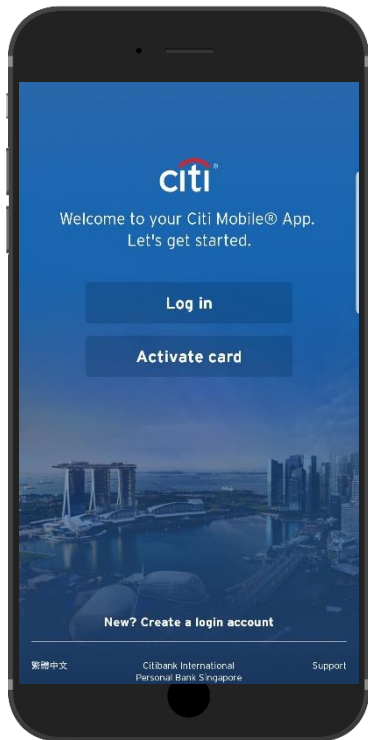 citi®
Welcome to your Citi Mobile® App.
Let's get started.
Log in
Activate card
New? Create a login account
繁體中文
Citibank International
Personal Bank Singapore
Support